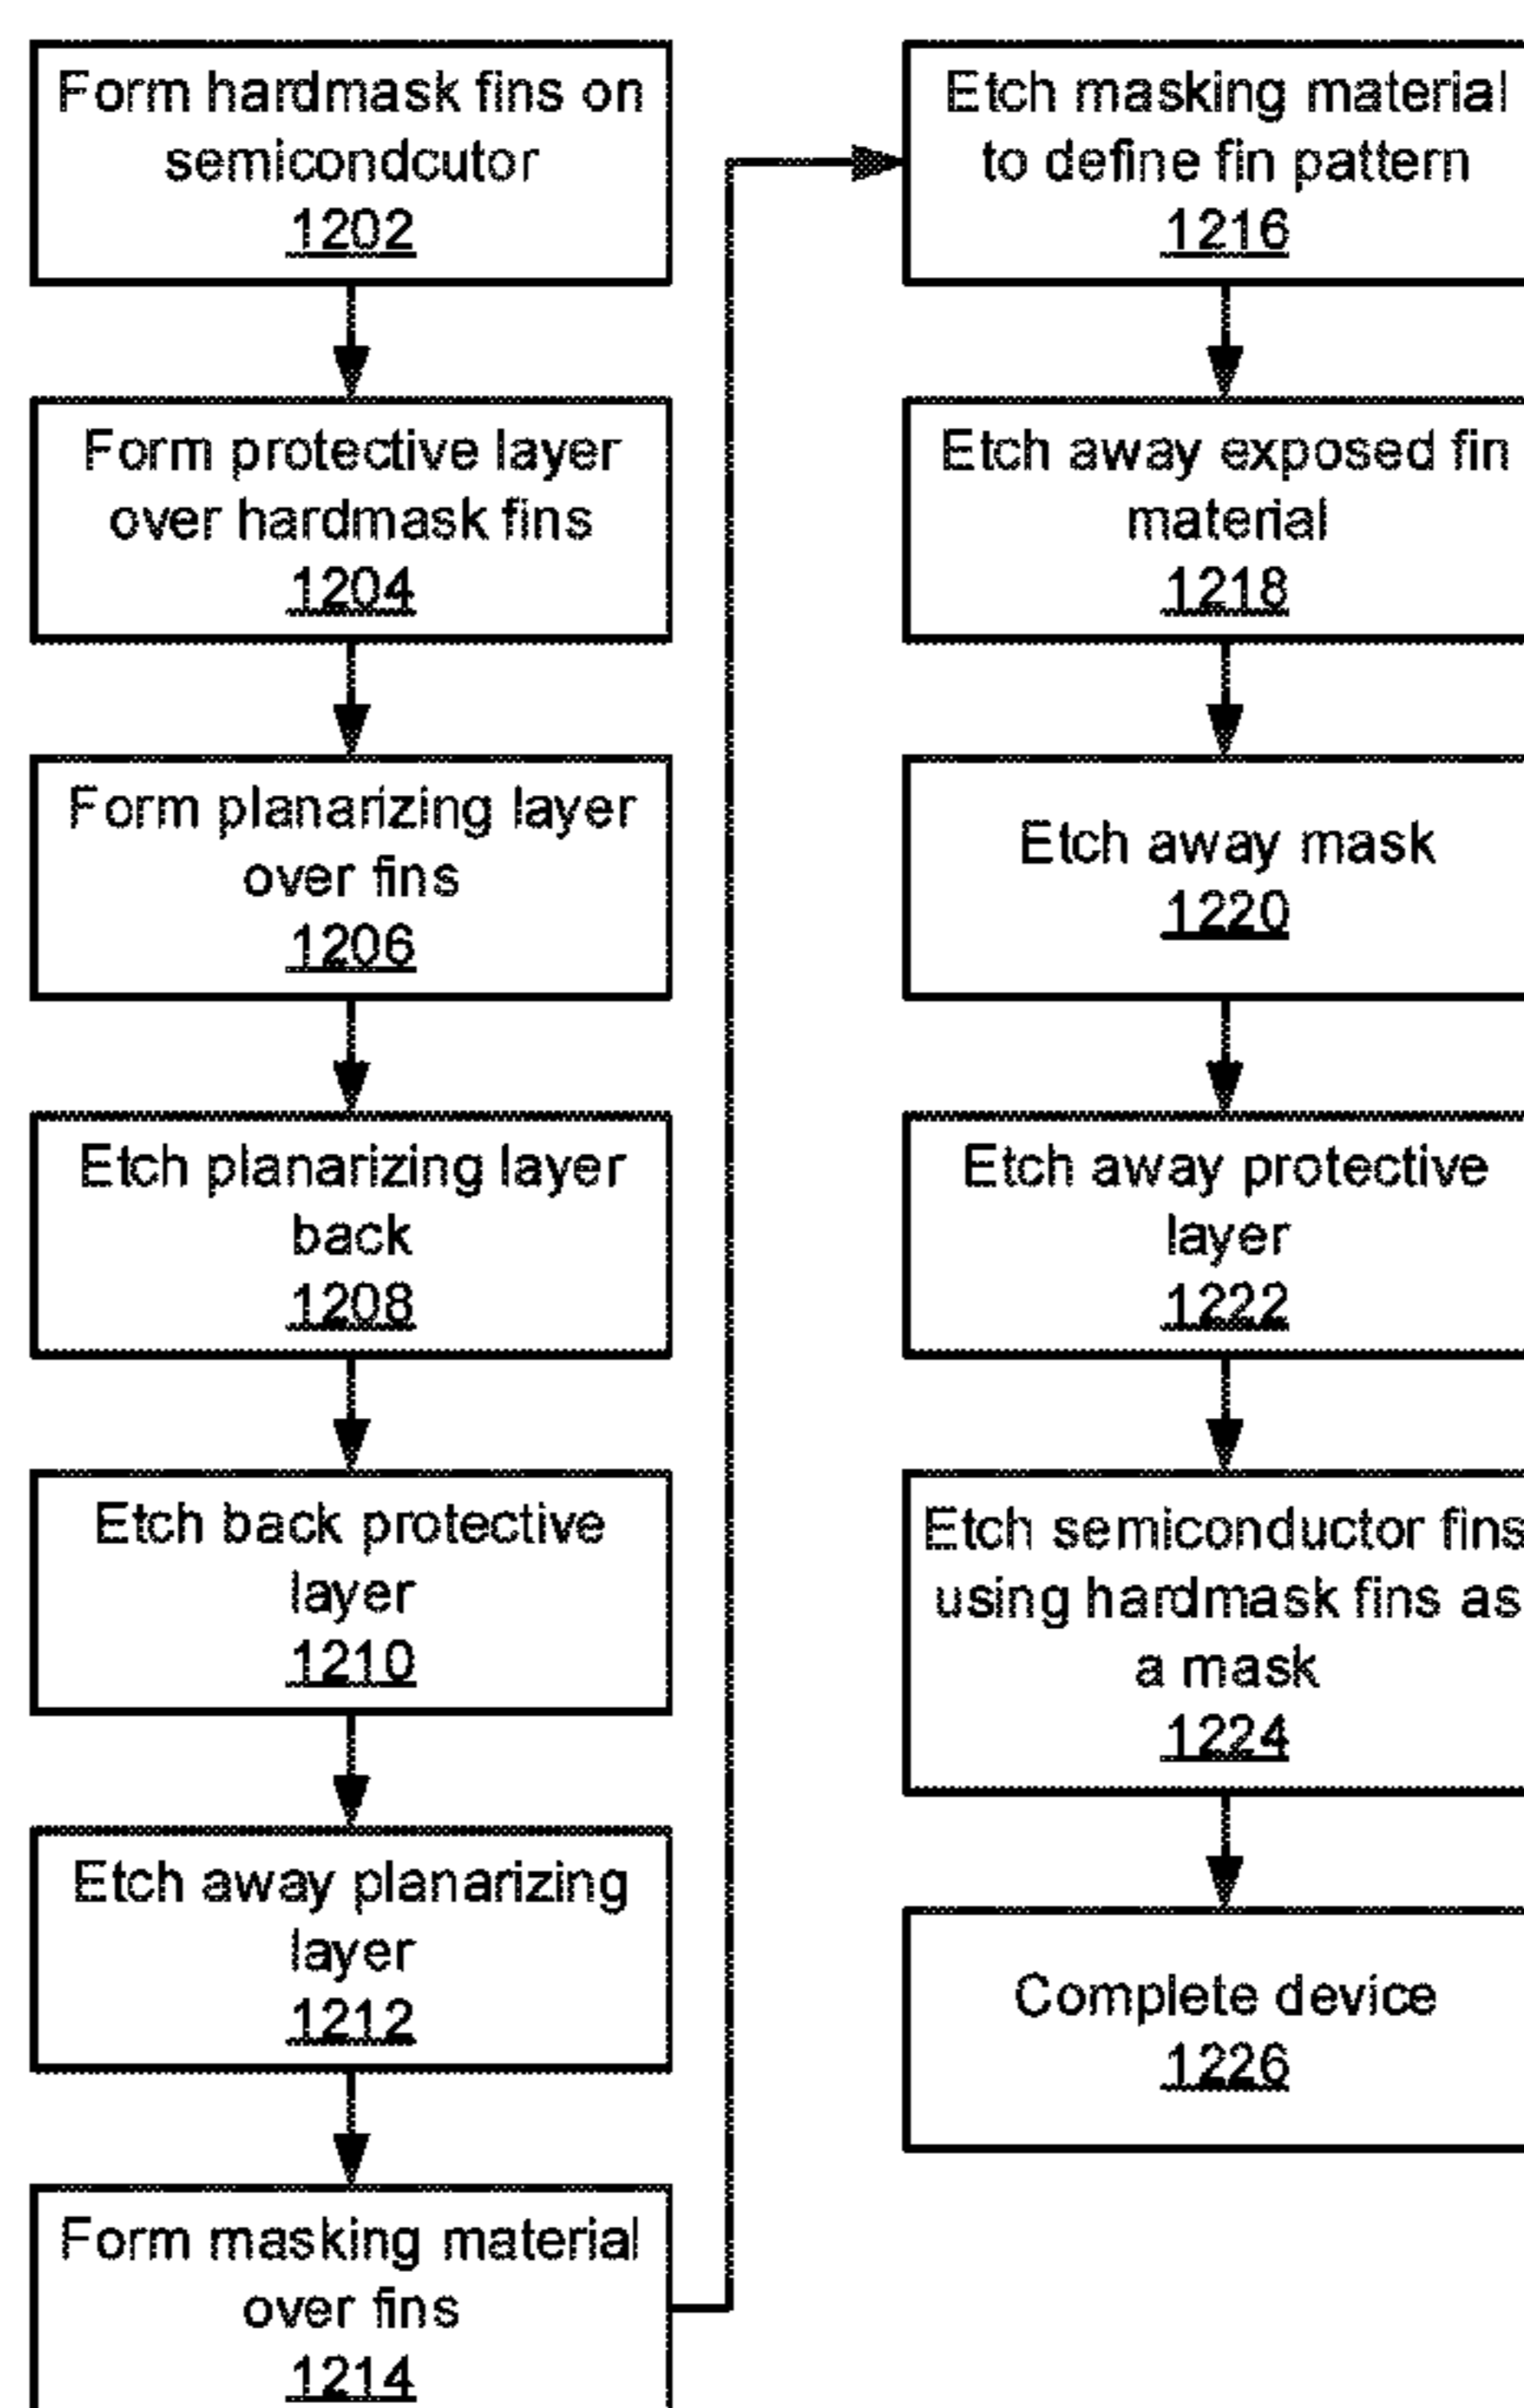 Form hardmask fins on
semicondcutor
1202
Form protective layer
over hardmask fins
1204
Form planarizing layer
over fins
1206
Etch planarizing layer
back
1208
Etch back protective
layer
1210
Etch away planarizing
layer
1212
Form masking material
over fins
1214
Etch masking material
to define fin pattern
1216
Etch away exposed fin
material
1218
Etch away mask
1220
Etch away protective
layer
1222
Etch semiconductor fins
using hardmask fins as
a mask
1224
Complete device
1226